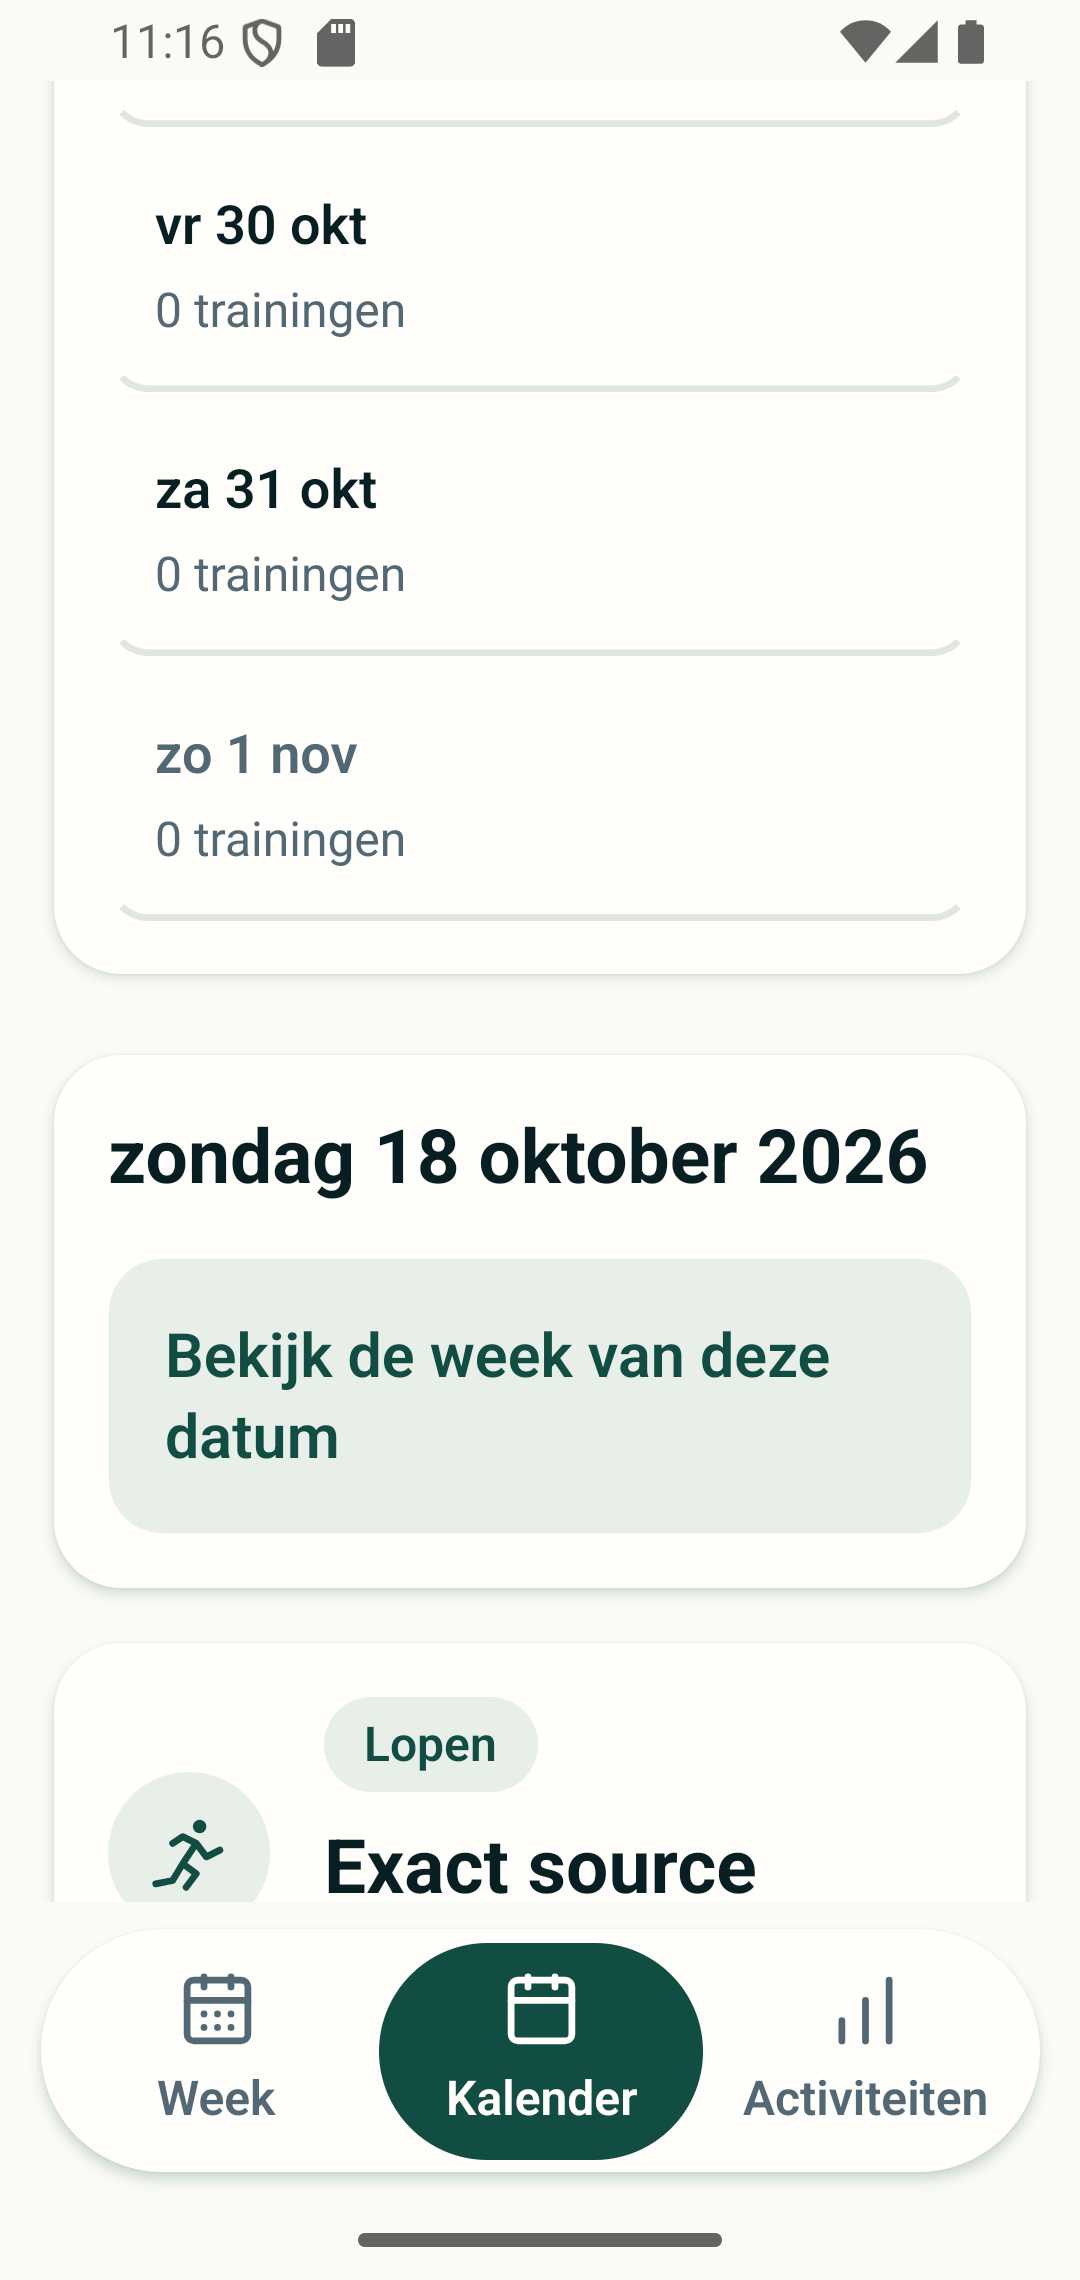 11:16
vr 30 okt
0 trainingen
za 31 okt
0 trainingen
zo 1 nov
0 trainingen
zondag 18 oktober 2026
Bekijk de week van deze
datum
Lopen
Exact source
Week
Kalender
Activiteiten